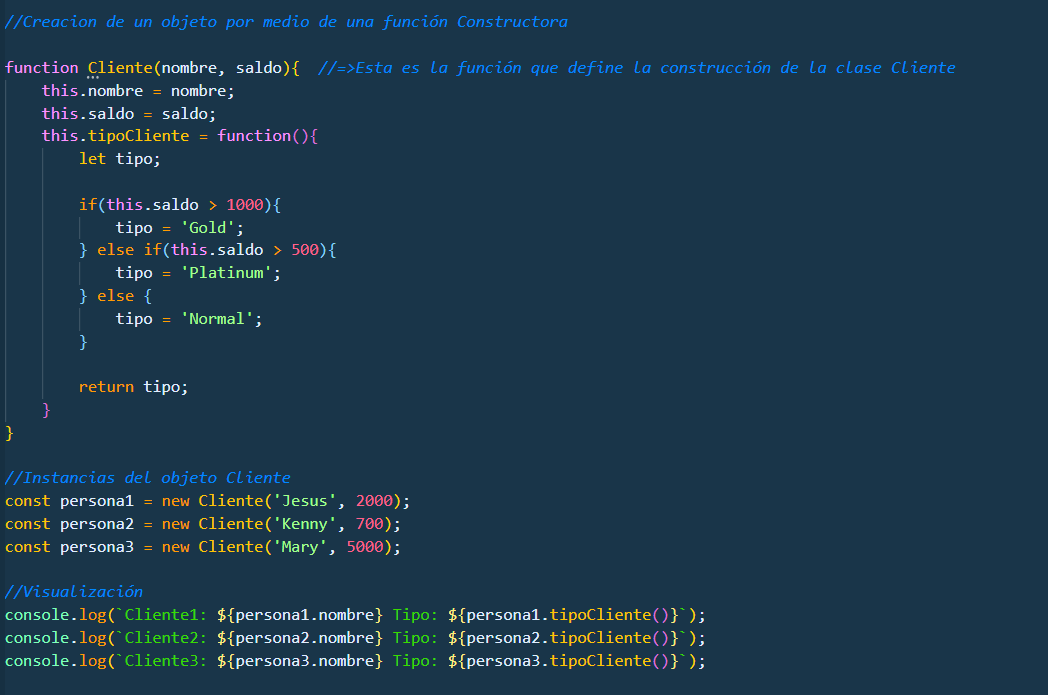 //Creacion de un objeto por medio de una función Constructora
function Cliente(nombre, saldo){  //=>Esta es la función que define la construcción de la clase Cliente
    this.nombre = nombre;
    this.saldo = saldo;
    this.tipoCliente = function(){
        let tipo;
        if(this.saldo > 1000){
            tipo = 'Gold';
        } else if(this.saldo > 500){
            tipo = 'Platinum';
        } else {
            tipo = 'Normal';
        }
        return tipo;
    }
}
//Instancias del objeto Cliente
const persona1 = new Cliente('Jesus', 2000);
const persona2 = new Cliente('Kenny', 700);
const persona3 = new Cliente('Mary', 5000);
//Visualización
console.log(`Cliente1: ${persona1.nombre} Tipo: ${persona1.tipoCliente()}`);
console.log(`Cliente2: ${persona2.nombre} Tipo: ${persona2.tipoCliente()}`);
console.log(`Cliente3: ${persona3.nombre} Tipo: ${persona3.tipoCliente()}`);